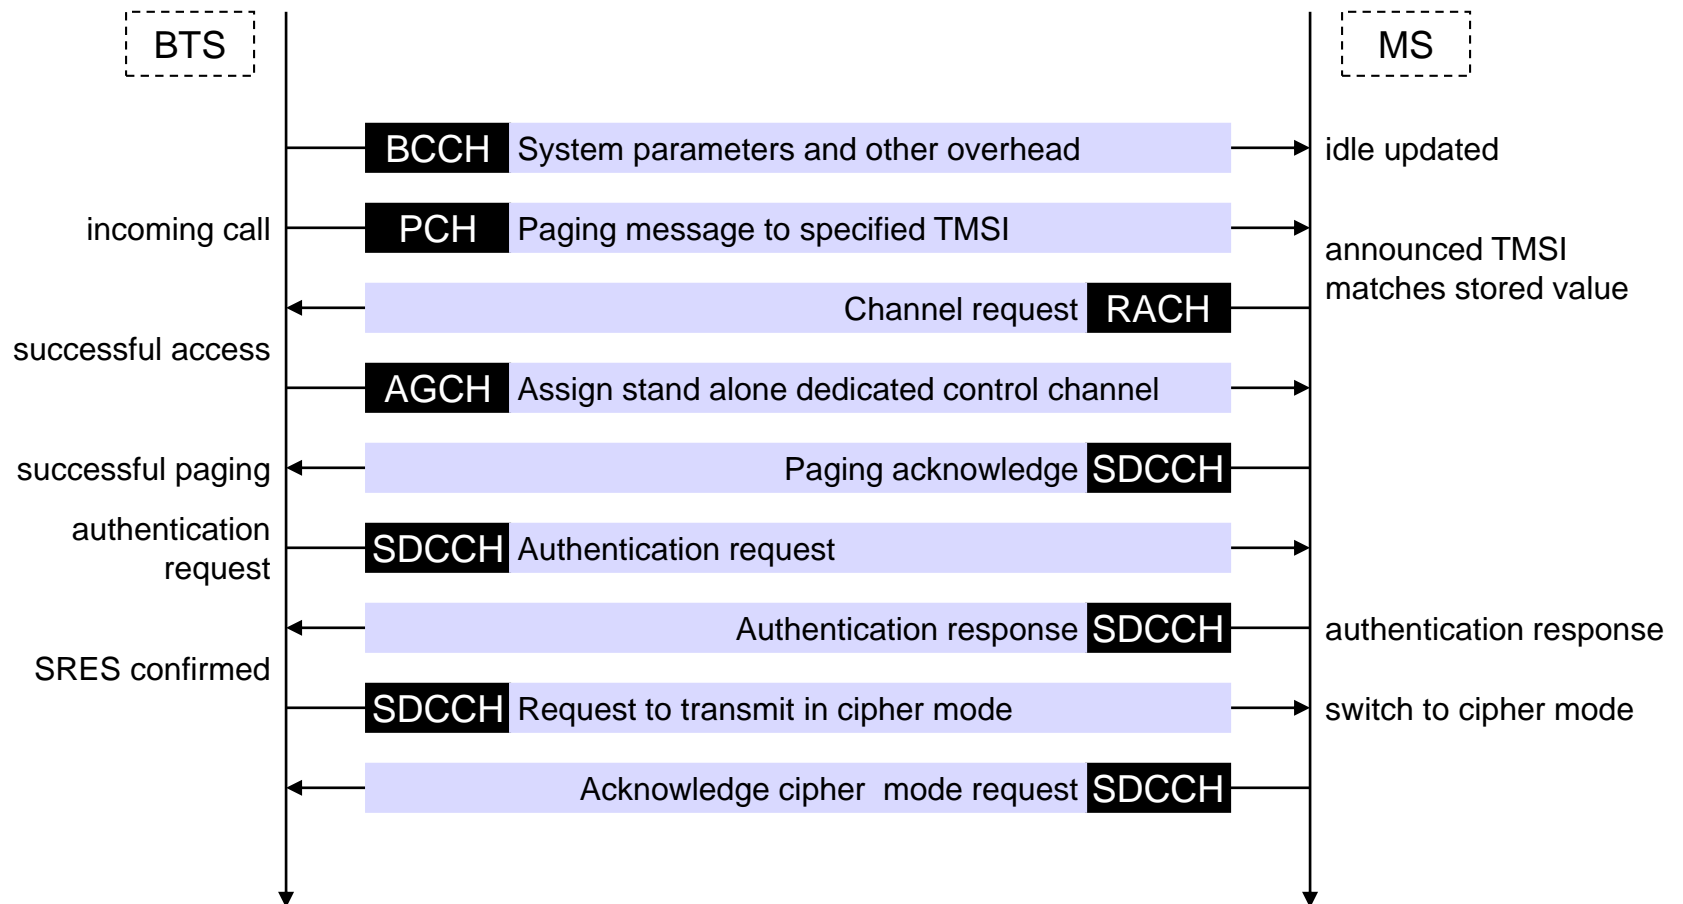 BTS
MS
BCCH System parameters and other overhead
idle updated
incoming call
PCH Paging message to specified TMSI
announced TMSI
matches stored value
Channel request RACH
successful access
AGCH Assign stand alone dedicated control channel
successful paging
Paging acknowledge SDCCH
authentication
request
SDCCH Authentication request
Authentication response SDCCH
authentication response
SRES confirmed
SDCCH Request to transmit in cipher mode
switch to cipher mode
Acknowledge cipher  mode request SDCCH